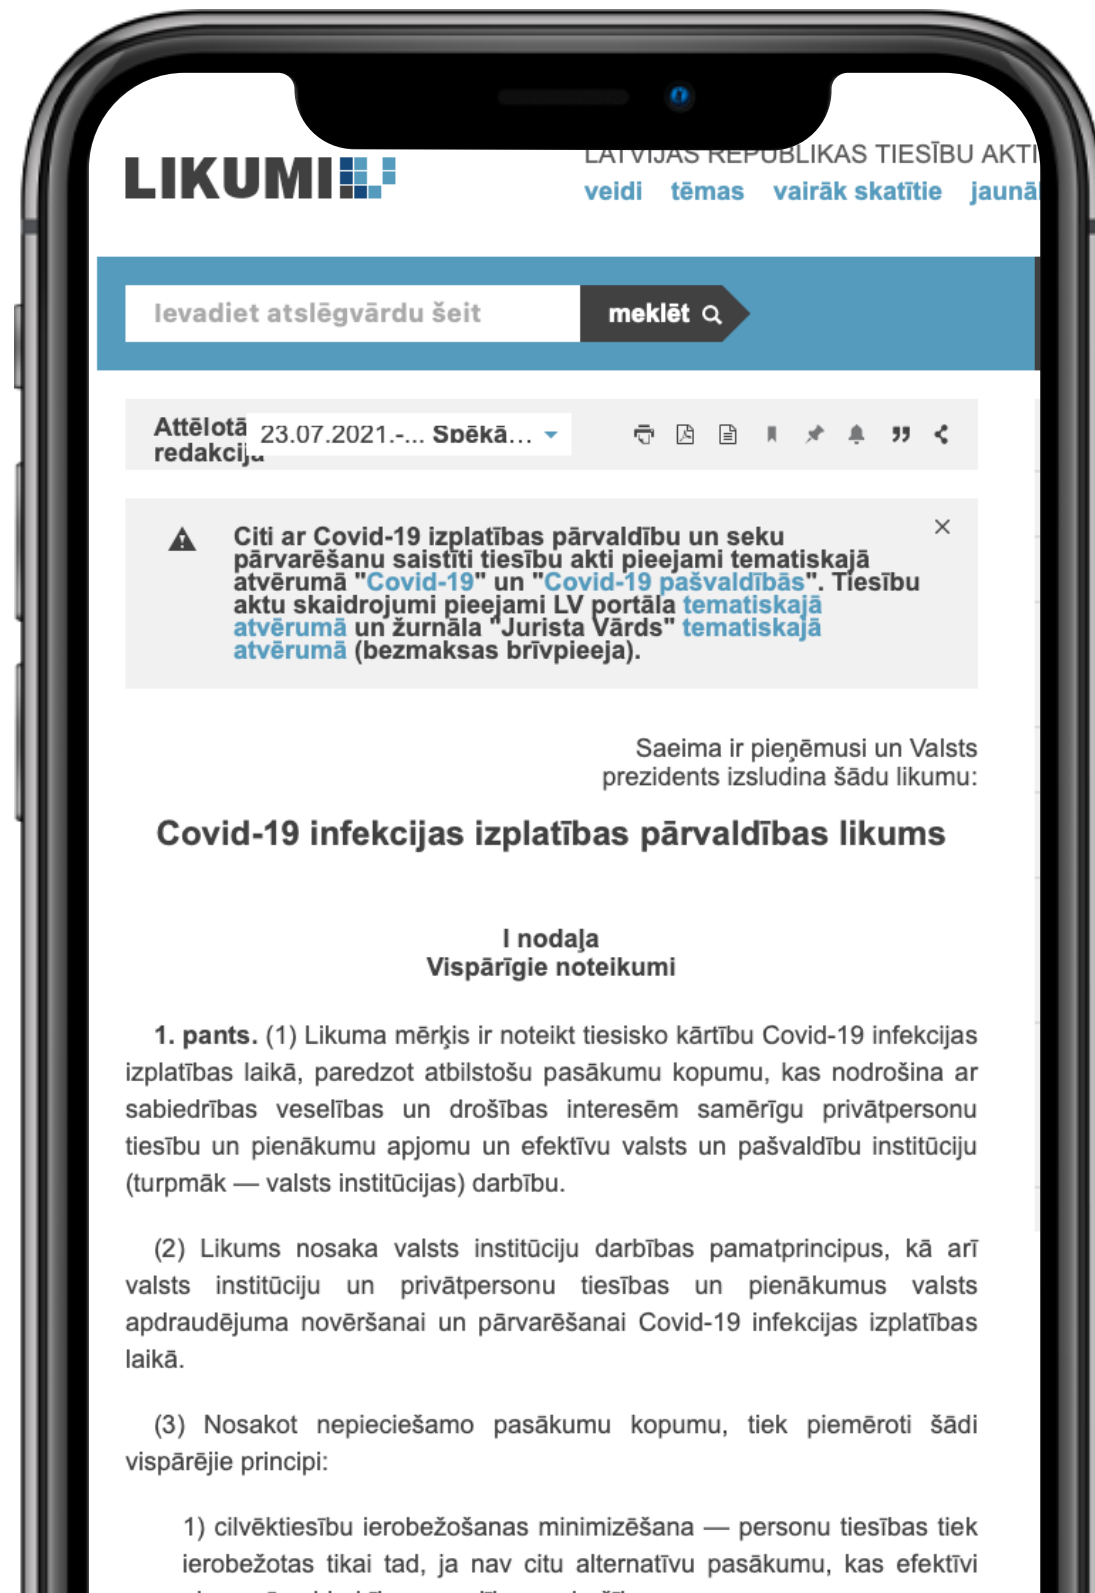 LIKUMI
LATVIJAS REPUBLIKAS TIESĪBU AKTI
veidi tēmas vairāk skatītie jaunā
Ievadiet atslēgvārdu šeit
meklēt
Attēlotā
redakcija
23.07.2021.-... Spēkā...
Citi ar Covid-19 izplatības pārvaldību un seku
pārvarēšanu saistīti tiesību akti pieejami tematiskajā
atvērumā "Covid-19" un "Covid-19 pašvaldībās". Tiesību
aktu skaidrojumi pieejami LV portāla tematiskajā
atvērumā un žurnāla "Jurista Vārds" tematiskajā
atvērumā (bezmaksas brīvpieeja).
Saeima ir pieņēmusi un Valsts
prezidents izsludina šādu likumu:
Covid-19 infekcijas izplatības pārvaldības likums
I nodaļa
Vispārīgie noteikumi
1. pants. (1) Likuma mērķis ir noteikt tiesisko kārtību Covid-19 infekcijas
izplatības laikā, paredzot atbilstošu pasākumu kopumu, kas nodrošina ar
sabiedrības veselības un drošības interesēm samērīgu privātpersonu
tiesību un pienākumu apjomu un efektīvu valsts un pašvaldību institūciju
(turpmāk — valsts institūcijas) darbību.
(2) Likums nosaka valsts institūciju darbības pamatprincipus, kā arī
valsts institūciju un privātpersonu tiesības un pienākumus valsts
apdraudējuma novēršanai un pārvarēšanai Covid-19 infekcijas izplatības
laikā.
(3) Nosakot nepieciešamo pasākumu kopumu, tiek piemēroti šādi
vispārējie principi:
1) cilvēktiesību ierobežošanas minimizēšana — personu tiesības tiek
ierobežotas tikai tad, ja nav citu alternatīvu pasākumu, kas efektīvi